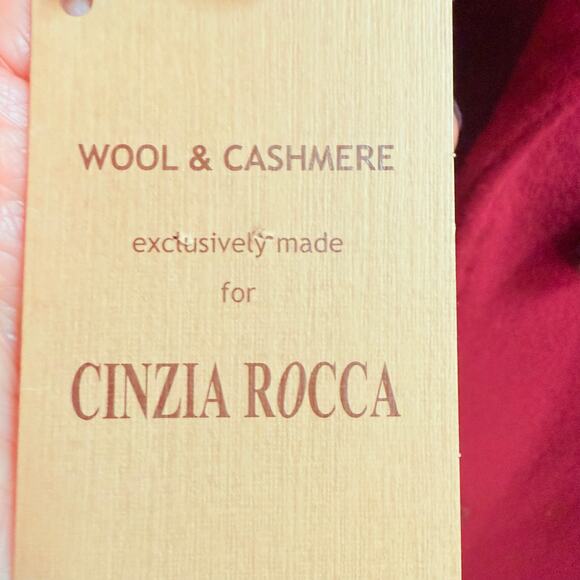 WOOL & CASHMERE
exclusively made
for
CINZIA ROCCA